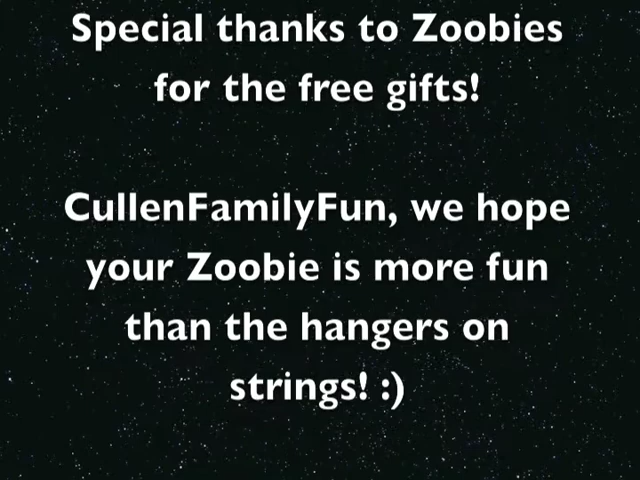 Special thanks to Zoobies
for the free gifts!
CullenFamilyFun, we hope
your Zoobie is more fun
than the hangers on
strings! :)